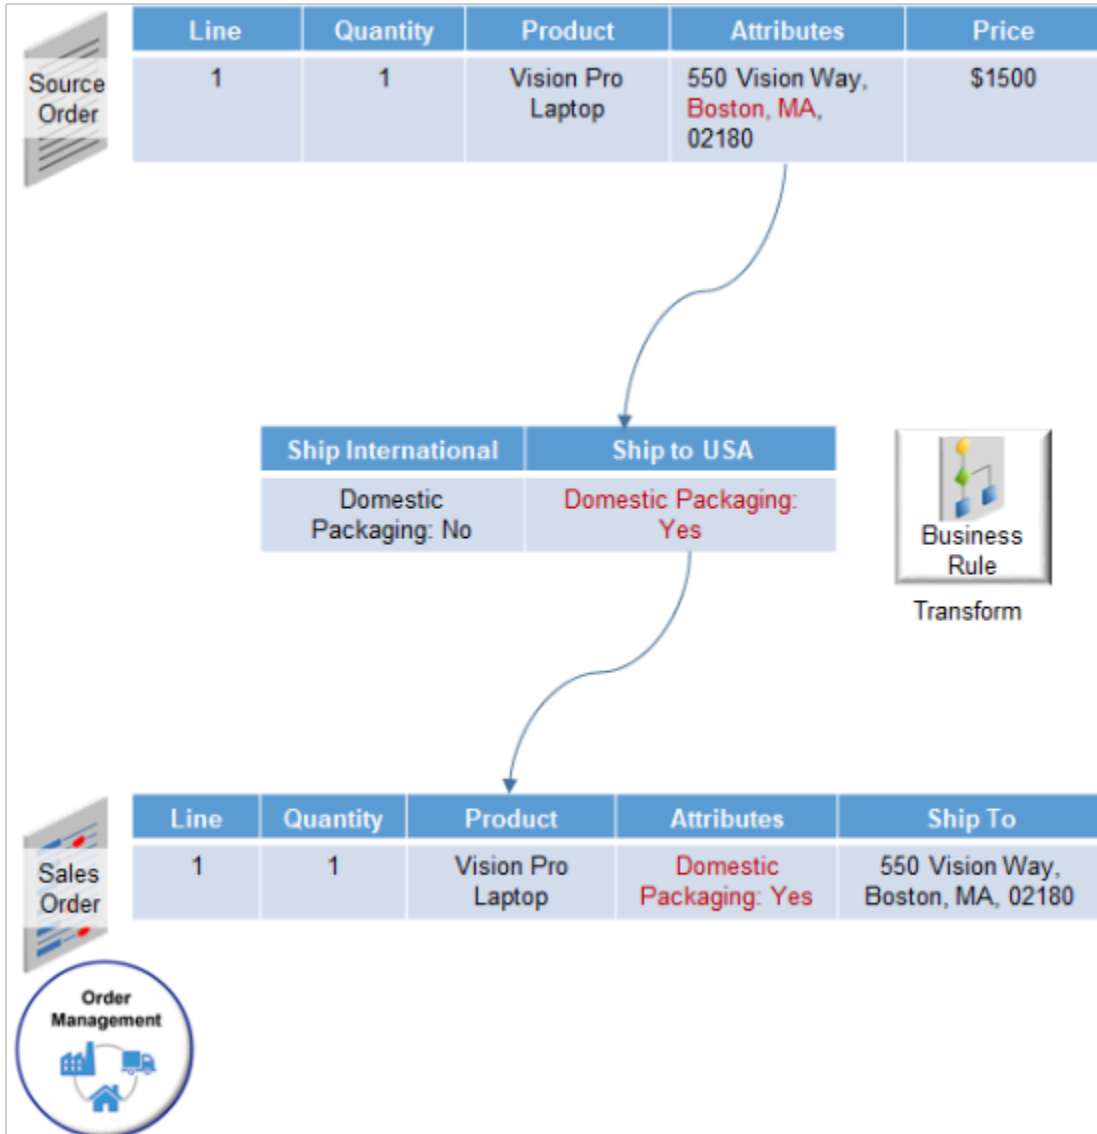 Line Quantity Product Attributes Price
Source Order
1 1 Vision Pro Laptop 550 Vision Way, Boston, MA, 02180 $1500
Ship International Ship to USA
Domestic Packaging: No Domestic Packaging: Yes
Business Rule
Transform
Line Quantity Product Attributes Ship To
Sales Order
1 1 Vision Pro Laptop Domestic Packaging: Yes 550 Vision Way, Boston, MA, 02180
Order
Management